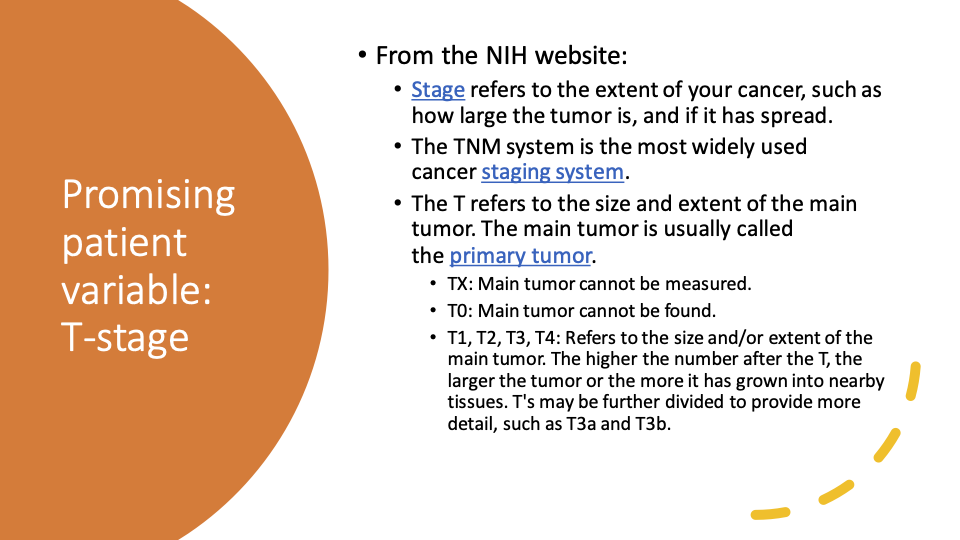 Promising
patient
variable:
T-stage
• From the NIH website:
• Stage refers to the extent of your cancer, such as
how large the tumor is, and if it has spread.
• The TNM system is the most widely used
cancer staging system.
• The T refers to the size and extent of the main
tumor. The main tumor is usually called
the primary tumor.
• TX: Main tumor cannot be measured.
• T0: Main tumor cannot be found.
• T1, T2, T3, T4: Refers to the size and/or extent of the
main tumor. The higher the number after the T, the
larger the tumor or the more it has grown into nearby
tissues. T's may be further divided to provide more
detail, such as T3a and T3b.